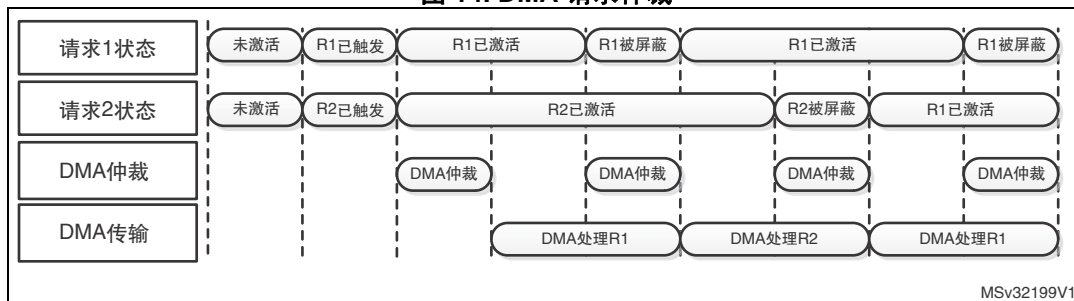 请求1状态 未激活 R1已触发 R1已激活 R1被屏蔽 R1已激活 R1被屏蔽
请求2状态 未激活 R2已触发 R2已激活 R2被屏蔽 R1已激活
DMA仲裁 DMA仲裁 DMA仲裁 DMA仲裁 DMA仲裁
DMA传输 DMA处理R1 DMA处理R2 DMA处理R1
MSv32199V1